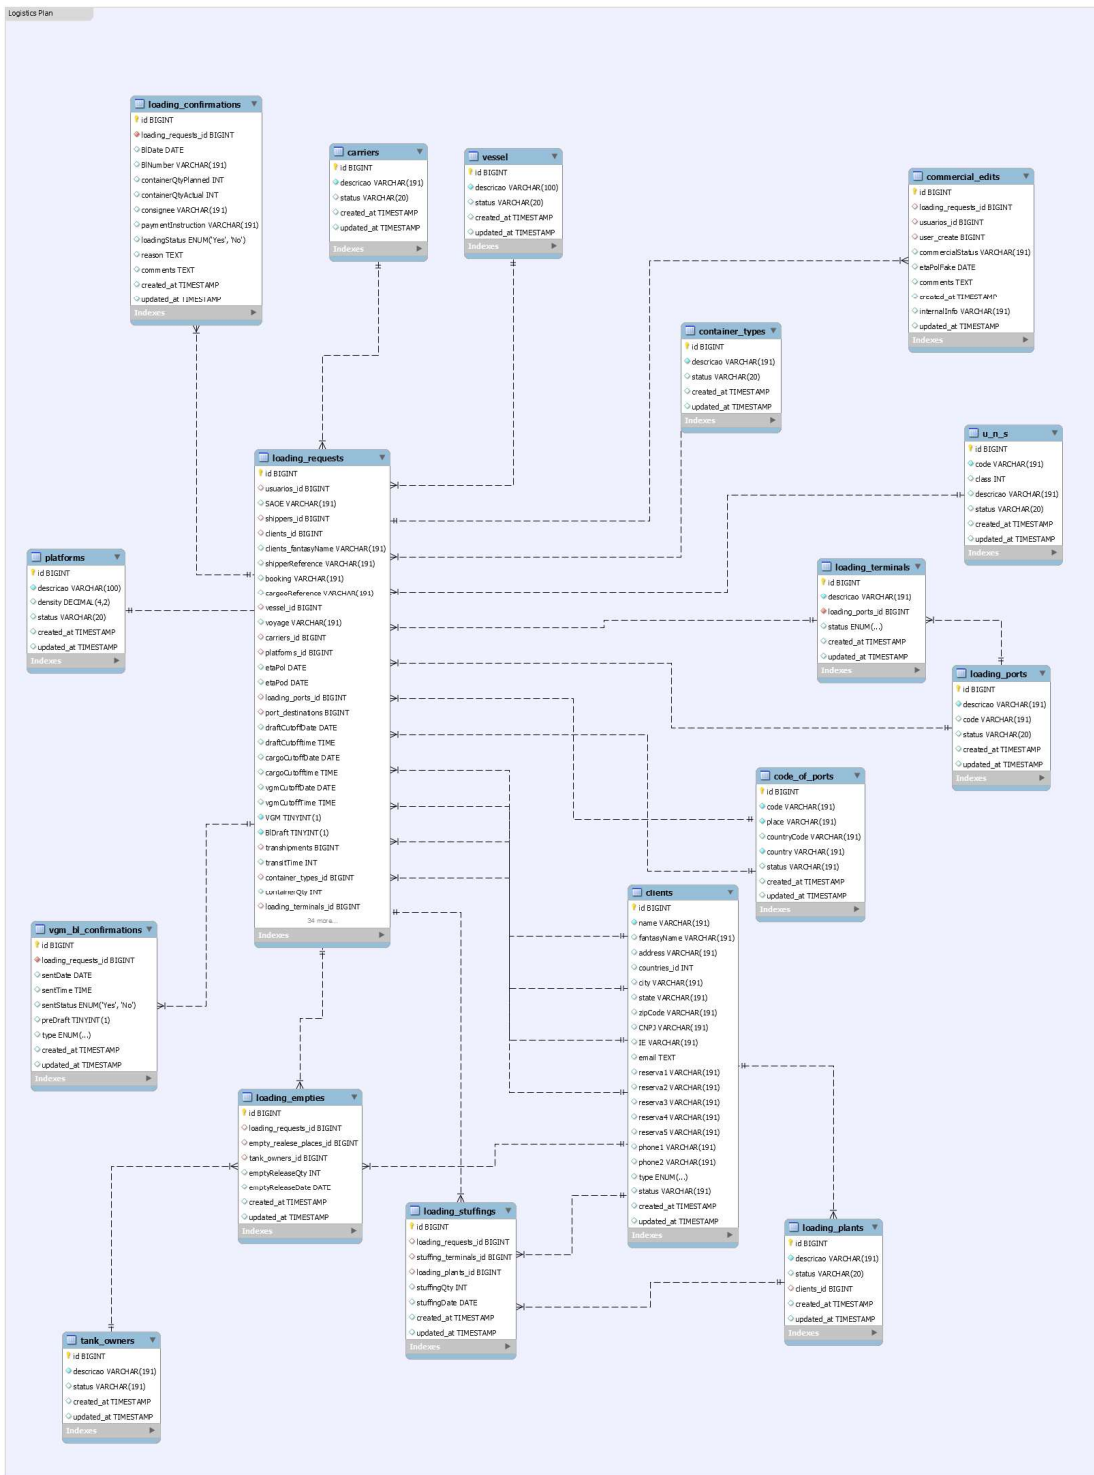 Logistics Plan
loading_confirmations
id BIGINT
loading_requests_id BIGINT
BlDate DATE
BlNumber VARCHAR(191)
containerQtyPlanned INT
containerQtyActual INT
consignee VARCHAR(191)
paymentInstruction VARCHAR(191)
loadingStatus ENUM('Yes', 'No')
reason TEXT
comments TEXT
created_at TIMESTAMP
updated_at TIMESTAMP
Indexes
carriers
id BIGINT
descricao VARCHAR(191)
status VARCHAR(20)
created_at TIMESTAMP
updated_at TIMESTAMP
Indexes
vessel
id BIGINT
descricao VARCHAR(100)
status VARCHAR(20)
created_at TIMESTAMP
updated_at TIMESTAMP
Indexes
commercial_edits
id BIGINT
loading_requests_id BIGINT
usuarios_id BIGINT
user_create BIGINT
commercialStatus VARCHAR(191)
etaPolFake DATE
comments TEXT
created_at TIMESTAMP
internalInfo VARCHAR(191)
updated_at TIMESTAMP
Indexes
container_types
id BIGINT
descricao VARCHAR(191)
status VARCHAR(20)
created_at TIMESTAMP
updated_at TIMESTAMP
Indexes
u_n_s
id BIGINT
code VARCHAR(191)
class INT
descricao VARCHAR(191)
status VARCHAR(20)
created_at TIMESTAMP
updated_at TIMESTAMP
Indexes
loading_requests
id BIGINT
usuarios_id BIGINT
SAOE VARCHAR(191)
shippers_id BIGINT
clients_id BIGINT
clients_fantasyName VARCHAR(191)
shipperReference VARCHAR(191)
booking VARCHAR(191)
cargooReference VARCHAR(191)
vessel_id BIGINT
voyage VARCHAR(191)
carriers_id BIGINT
platforms_id BIGINT
etaPol DATE
etaPod DATE
loading_ports_id BIGINT
port_destinations BIGINT
draftCutoffDate DATE
draftCutofftime TIME
cargoCutoffDate DATE
cargoCutofftime TIME
vgmCutoffDate DATE
vgmCutoffTime TIME
VGM TINYINT(1)
BlDraft TINYINT(1)
transhipments BIGINT
transitTime INT
container_types_id BIGINT
containerQty INT
loading_terminals_id BIGINT
34 more...
Indexes
platforms
id BIGINT
descricao VARCHAR(100)
density DECIMAL(4,2)
status VARCHAR(20)
created_at TIMESTAMP
updated_at TIMESTAMP
Indexes
loading_terminals
id BIGINT
descricao VARCHAR(191)
loading_ports_id BIGINT
status ENUM(...)
created_at TIMESTAMP
updated_at TIMESTAMP
Indexes
loading_ports
id BIGINT
descricao VARCHAR(191)
code VARCHAR(191)
status VARCHAR(20)
created_at TIMESTAMP
updated_at TIMESTAMP
Indexes
code_of_ports
id BIGINT
code VARCHAR(191)
place VARCHAR(191)
countryCode VARCHAR(191)
country VARCHAR(191)
status VARCHAR(191)
created_at TIMESTAMP
updated_at TIMESTAMP
Indexes
clients
id BIGINT
name VARCHAR(191)
fantasyName VARCHAR(191)
address VARCHAR(191)
countries_id INT
city VARCHAR(191)
state VARCHAR(191)
zipCode VARCHAR(191)
CNPJ VARCHAR(191)
IE VARCHAR(191)
email TEXT
reserva1 VARCHAR(191)
reserva2 VARCHAR(191)
reserva3 VARCHAR(191)
reserva4 VARCHAR(191)
reserva5 VARCHAR(191)
phone1 VARCHAR(191)
phone2 VARCHAR(191)
type ENUM(...)
status VARCHAR(191)
created_at TIMESTAMP
updated_at TIMESTAMP
Indexes
vgm_bl_confirmations
id BIGINT
loading_requests_id BIGINT
sentDate DATE
sentTime TIME
sentStatus ENUM('Yes', 'No')
preDraft TINYINT(1)
type ENUM(...)
created_at TIMESTAMP
updated_at TIMESTAMP
Indexes
loading_empties
id BIGINT
loading_requests_id BIGINT
empty_realese_places_id BIGINT
tank_owners_id BIGINT
emptyReleaseQty INT
emptyReleaseDate DATE
created_at TIMESTAMP
updated_at TIMESTAMP
Indexes
loading_stuffings
id BIGINT
loading_requests_id BIGINT
stuffing_terminals_id BIGINT
loading_plants_id BIGINT
stuffingQty INT
stuffingDate DATE
created_at TIMESTAMP
updated_at TIMESTAMP
Indexes
loading_plants
id BIGINT
descricao VARCHAR(191)
status VARCHAR(20)
clients_id BIGINT
created_at TIMESTAMP
updated_at TIMESTAMP
Indexes
tank_owners
id BIGINT
descricao VARCHAR(191)
status VARCHAR(191)
created_at TIMESTAMP
updated_at TIMESTAMP
Indexes